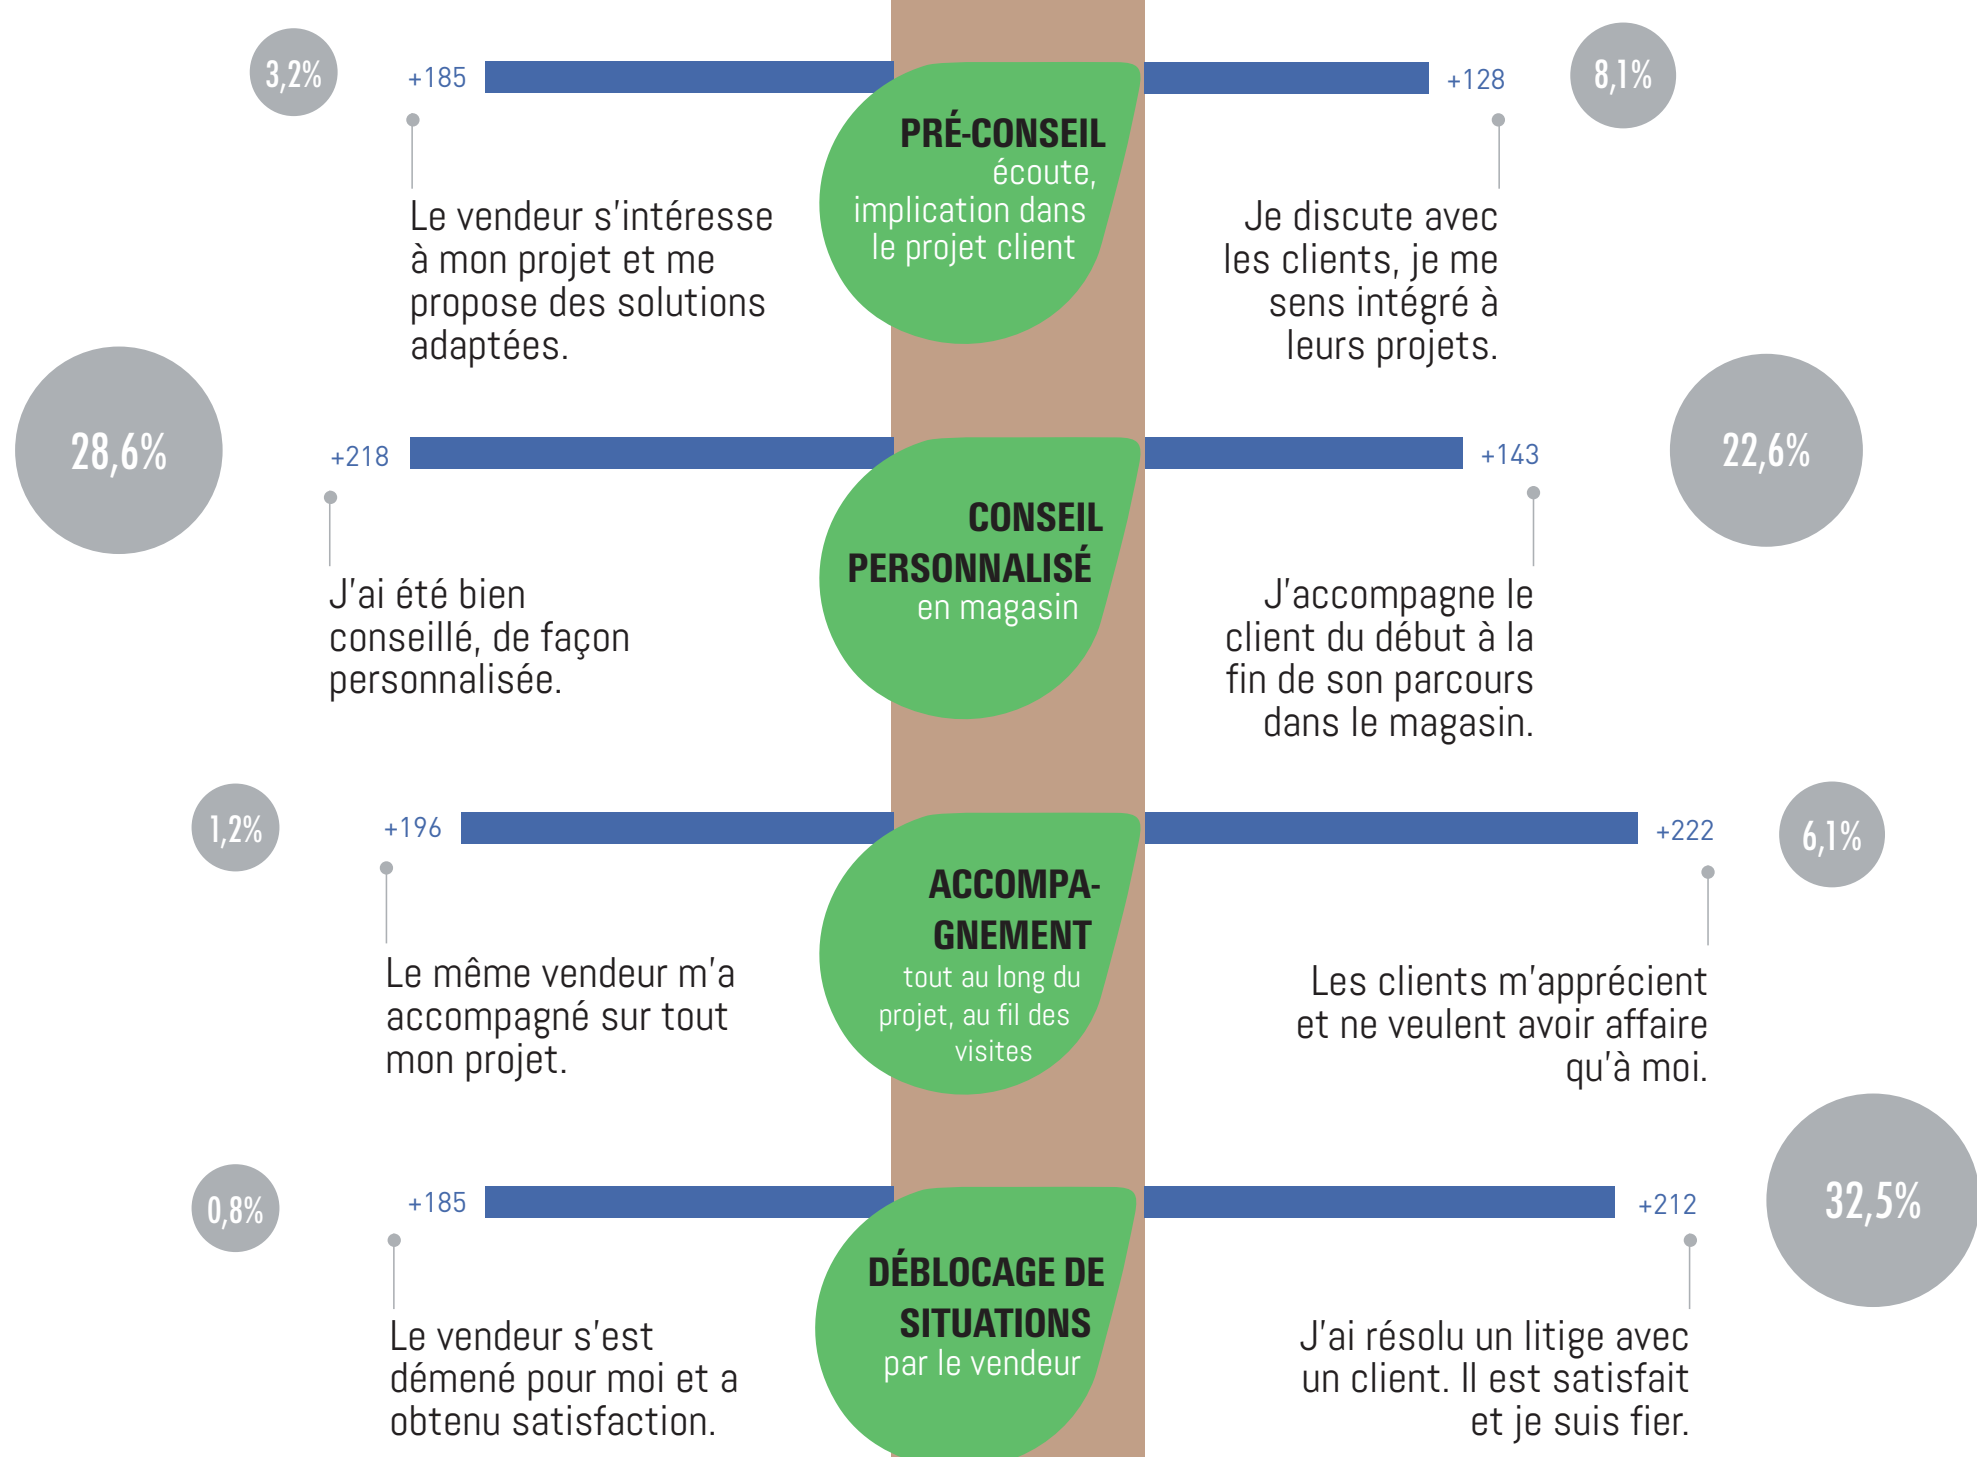 3,2%
+185
Le vendeur s'intéresse
à mon projet et me
propose des solutions
adaptées.
PRÉ-CONSEIL
écoute,
implication dans
le projet client
+128
8,1%
Je discute avec
les clients, je me
sens intégré à
leurs projets.
28,6%
+218
J'ai été bien
conseillé, de façon
personnalisée.
CONSEIL
PERSONNALISÉ
en magasin
+143
22,6%
J'accompagne le
client du début à la
fin de son parcours
dans le magasin.
1,2%
+196
Le même vendeur m'a
accompagné sur tout
mon projet.
ACCOMPA-
GNEMENT
tout au long du
projet, au fil des
visites
+222
6,1%
Les clients m'apprécient
et ne veulent avoir affaire
qu'à moi.
0,8%
+185
Le vendeur s'est
démené pour moi et a
obtenu satisfaction.
DÉBLOCAGE DE
SITUATIONS
par le vendeur
+212
32,5%
J'ai résolu un litige avec
un client. Il est satisfait
et je suis fier.